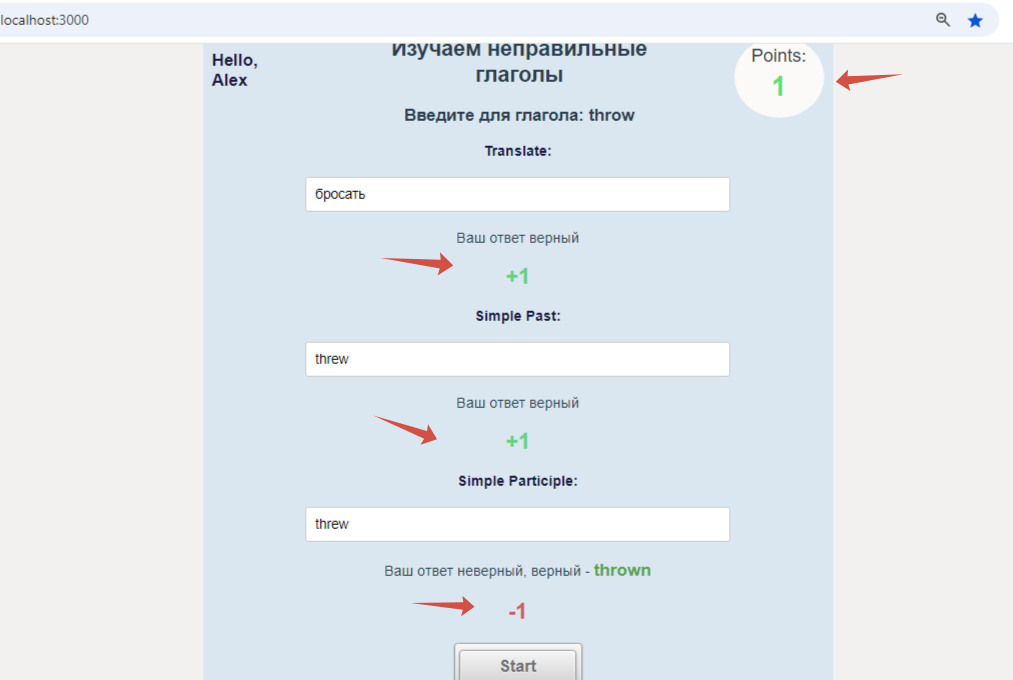 localhost:3000
Hello,
Alex
Изучаем неправильные
глаголы
Points:
1
Введите для глагола: throw
Translate:
бросать
Ваш ответ верный
+1
Simple Past:
threw
Ваш ответ верный
+1
Simple Participle:
threw
Ваш ответ неверный, верный - thrown
-1
Start